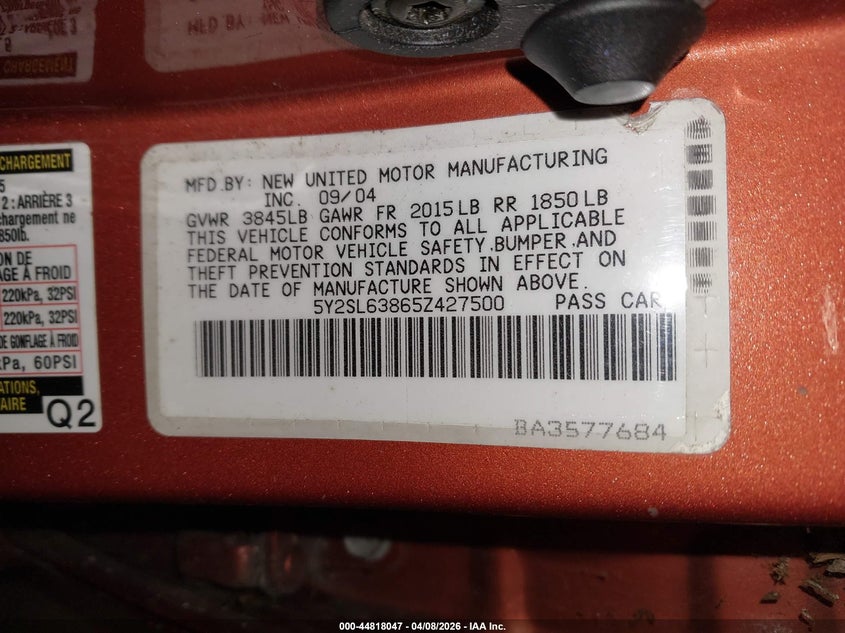 CHARGEMENT
5
2 : ARRIÈRE 3
chargement ne
850lb.
ON DE
AGE À FROID
220kPa, 32PSI
220kPa, 32PSI
DE GONFLAGE À FROID
kPa, 60PSI
ATIONS,
AIRE
Q2
MFD. BY: NEW UNITED MOTOR MANUFACTURING
INC. 09/04
GVWR 3845LB GAWR FR 2015LB RR 1850LB
THIS VEHICLE CONFORMS TO ALL APPLICABLE
FEDERAL MOTOR VEHICLE SAFETY,BUMPER,AND
THEFT PREVENTION STANDARDS IN EFFECT ON
THE DATE OF MANUFACTURE SHOWN ABOVE.
5Y2SL63865Z427500 PASS CAR
BA3577684
000-44818047 - 04/08/2026 - IAA Inc.